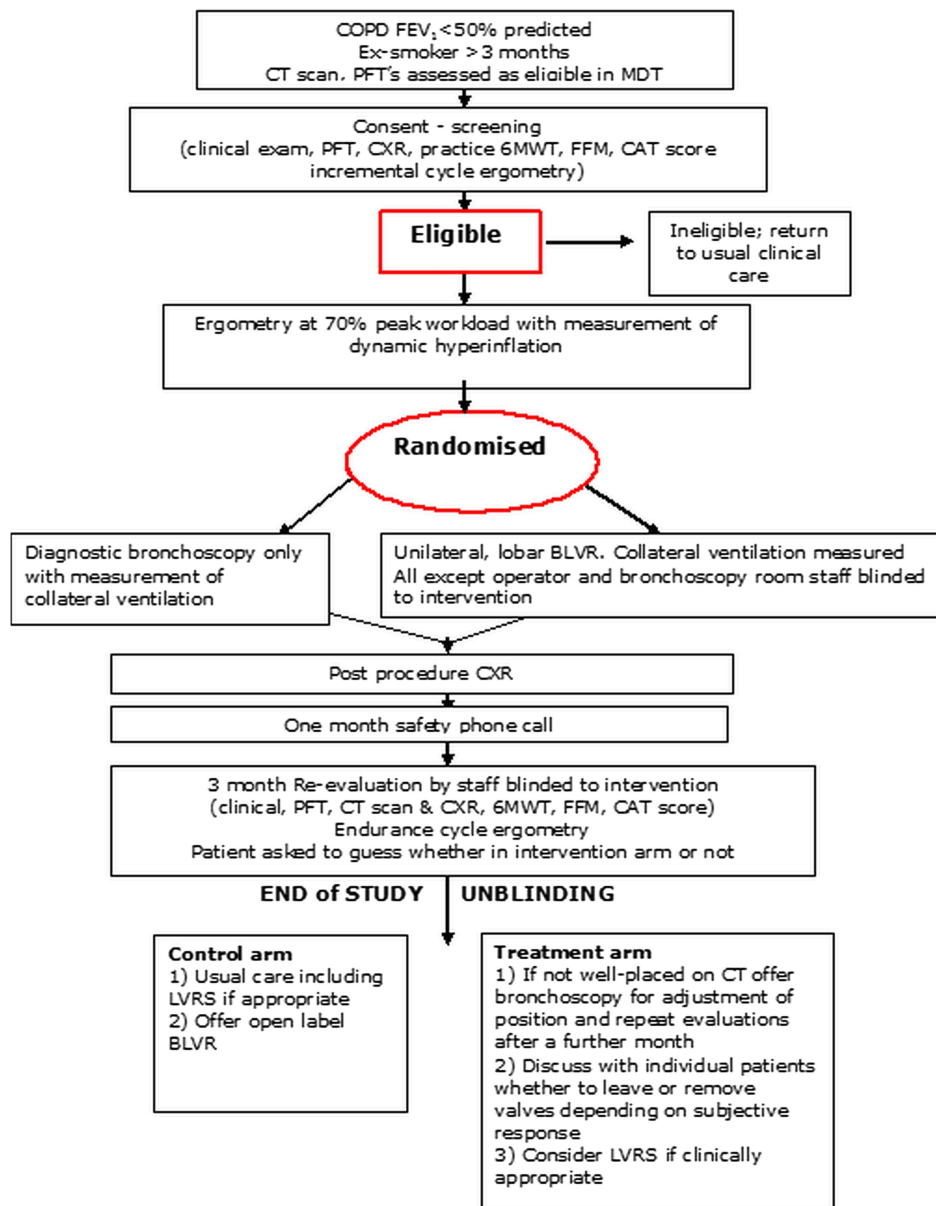 COPD FEV₁<50% predicted
Ex-smoker >3 months
CT scan. PFT's assessed as eligible in MDT
Consent - screening
(clinical exam, PFT, CXR, practice 6MWT, FFM, CAT score
incremental cycle ergometry)
Eligible
Ineligible; return
to usual clinical
care
Ergometry at 70% peak workload with measurement of
dynamic hyperinflation
Randomised
Diagnostic bronchoscopy only
with measurement of
collateral ventilation
Unilateral, lobar BLVR. Collateral ventilation measured
All except operator and bronchoscopy room staff blinded
to intervention
Post procedure CXR
One month safety phone call
3 month Re-evaluation by staff blinded to intervention
(clinical, PFT, CT scan & CXR, 6MWT, FFM, CAT score)
Endurance cycle ergometry
Patient asked to guess whether in intervention arm or not
END of STUDY UNBLINDING
Control arm
1) Usual care including
LVRS if appropriate
2) Offer open label
BLVR
Treatment arm
1) If not well-placed on CT offer
bronchoscopy for adjustment of
position and repeat evaluations
after a further month
2) Discuss with individual patients
whether to leave or remove
valves depending on subjective
response
3) Consider LVRS if clinically
appropriate